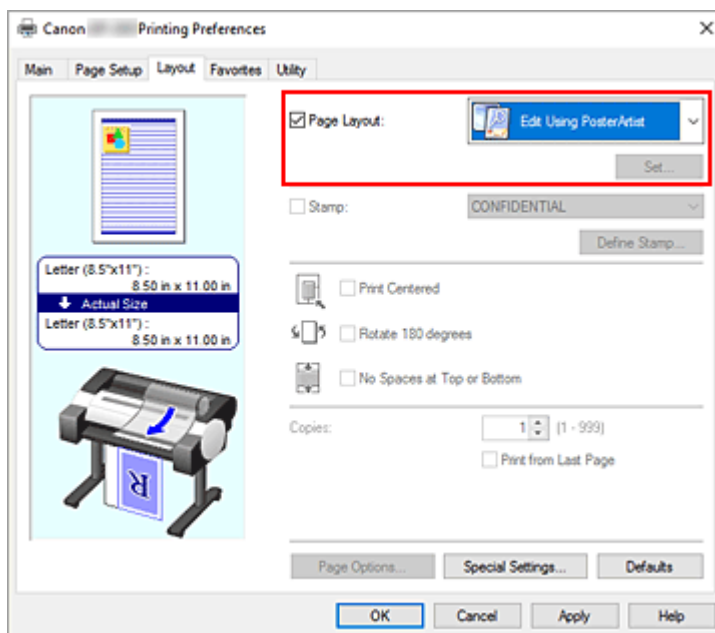 Canon Printing Preferences
Main Page Setup Layout Favorites Utility
Page Layout: Edit Using PosterArtist
Set...
Stamp: CONFIDENTIAL
Define Stamp...
Letter (8.5"x11") :
8.50 in x 11.00 in
Actual Size
Letter (8.5"x11") :
8.50 in x 11.00 in
Print Centered
Rotate 180 degrees
No Spaces at Top or Bottom
Copies: 1 (1 - 999)
Print from Last Page
R
Page Options... Special Settings... Defaults
OK Cancel Apply Help